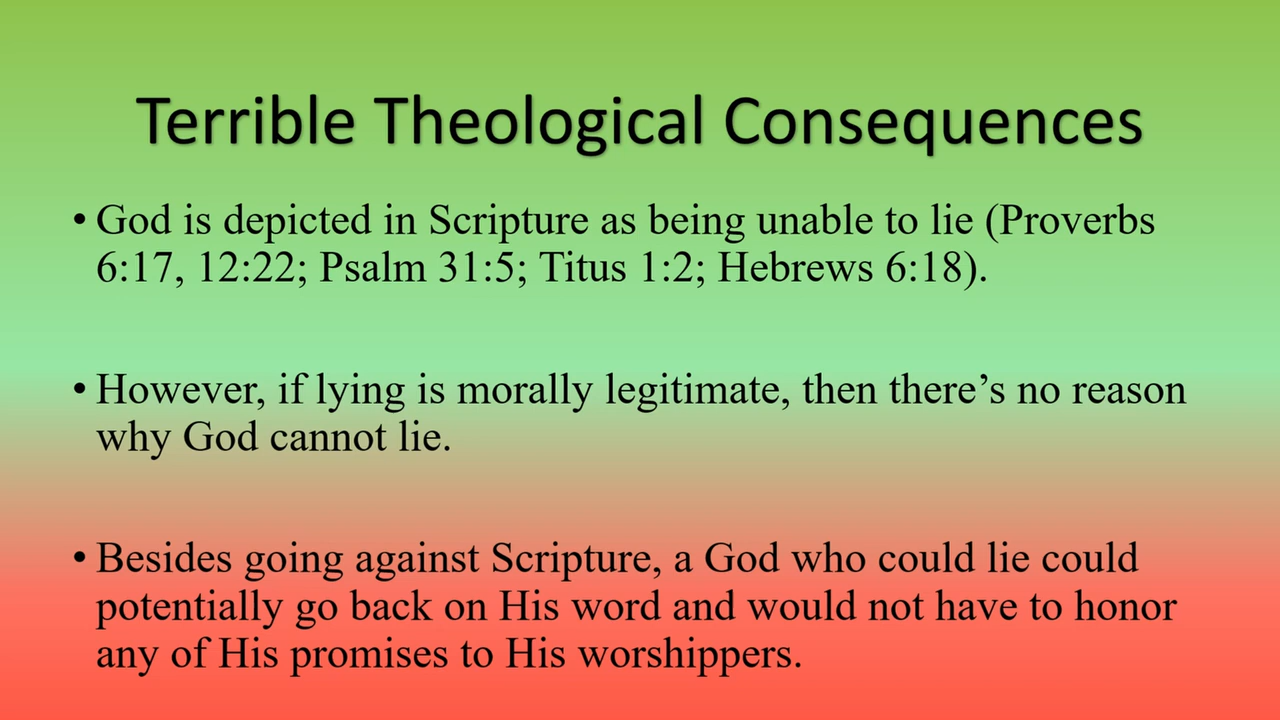 Terrible Theological Consequences
• God is depicted in Scripture as being unable to lie (Proverbs
6:17, 12:22; Psalm 31:5; Titus 1:2; Hebrews 6:18).
• However, if lying is morally legitimate, then there’s no reason
why God cannot lie.
• Besides going against Scripture, a God who could lie could
potentially go back on His word and would not have to honor
any of His promises to His worshippers.